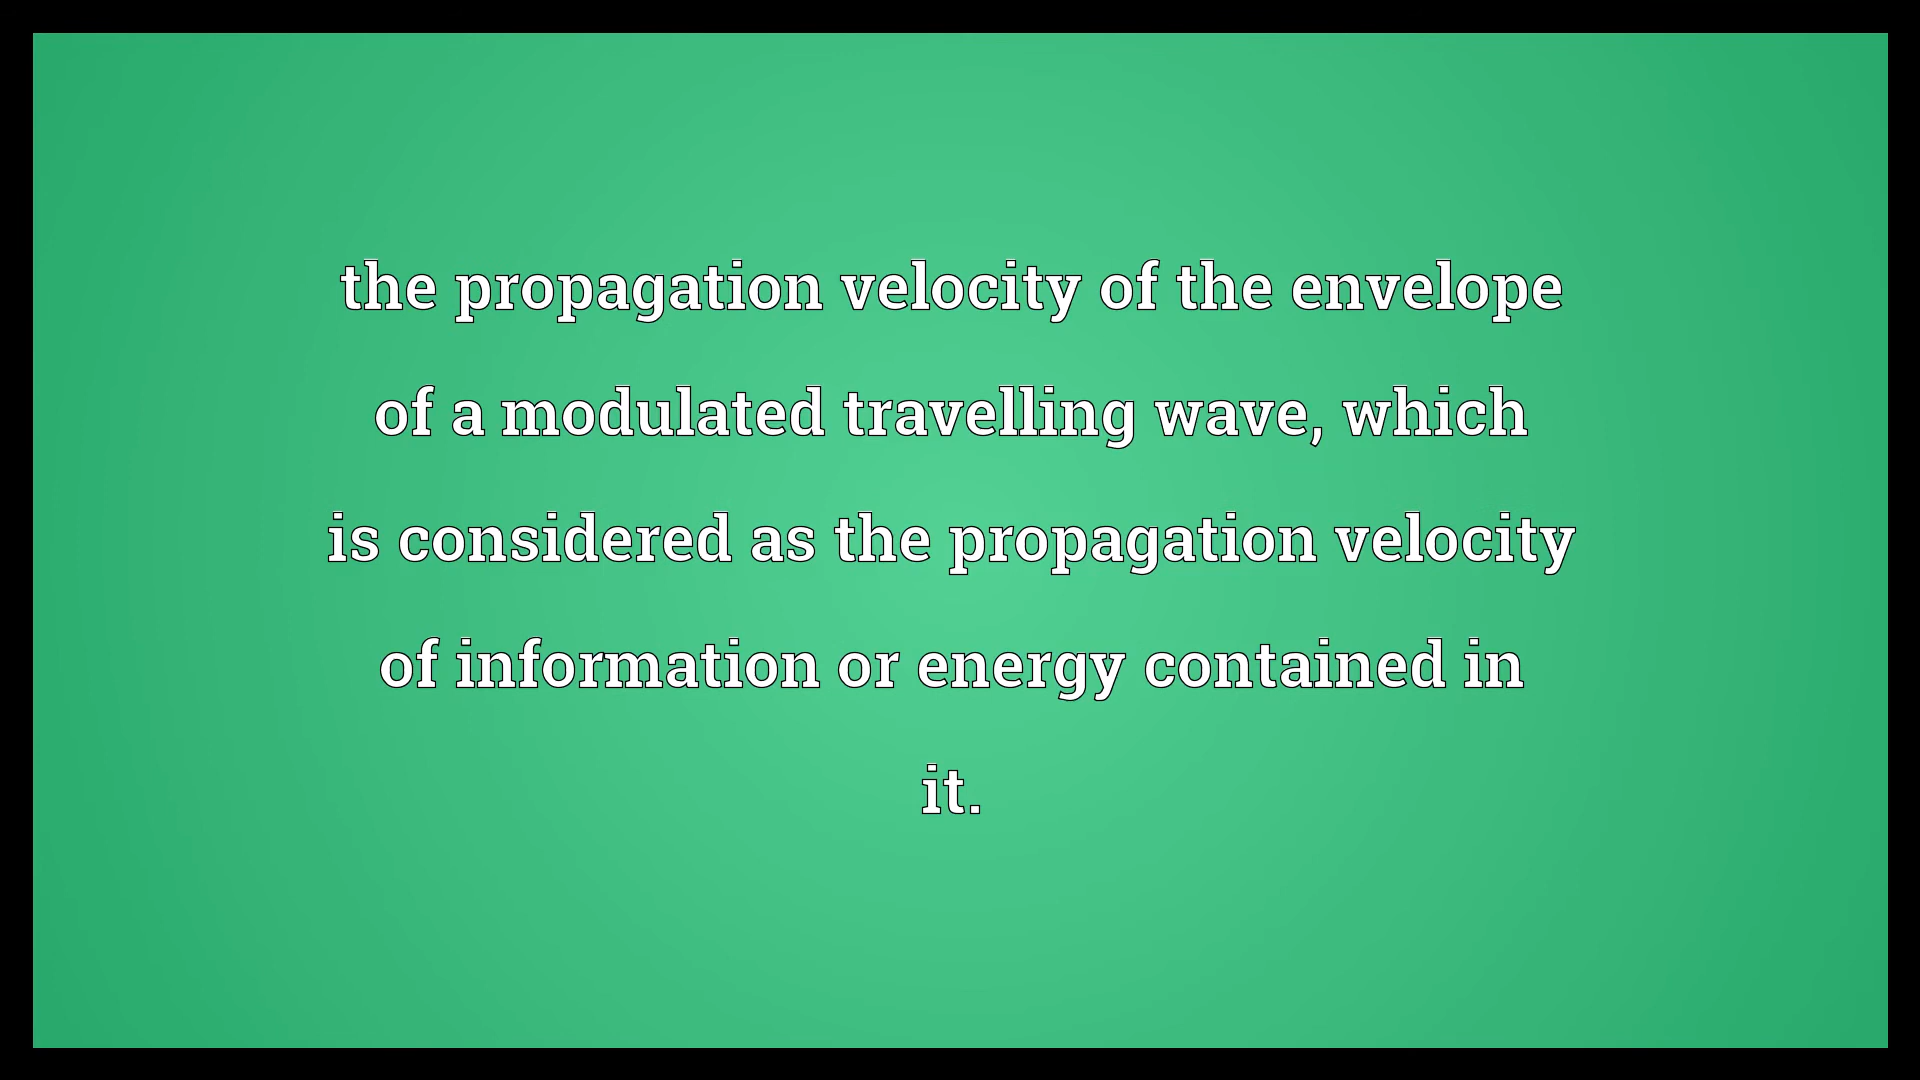 the propagation velocity of the envelope
of a modulated travelling wave, which
is considered as the propagation velocity
of information or energy contained in
it.